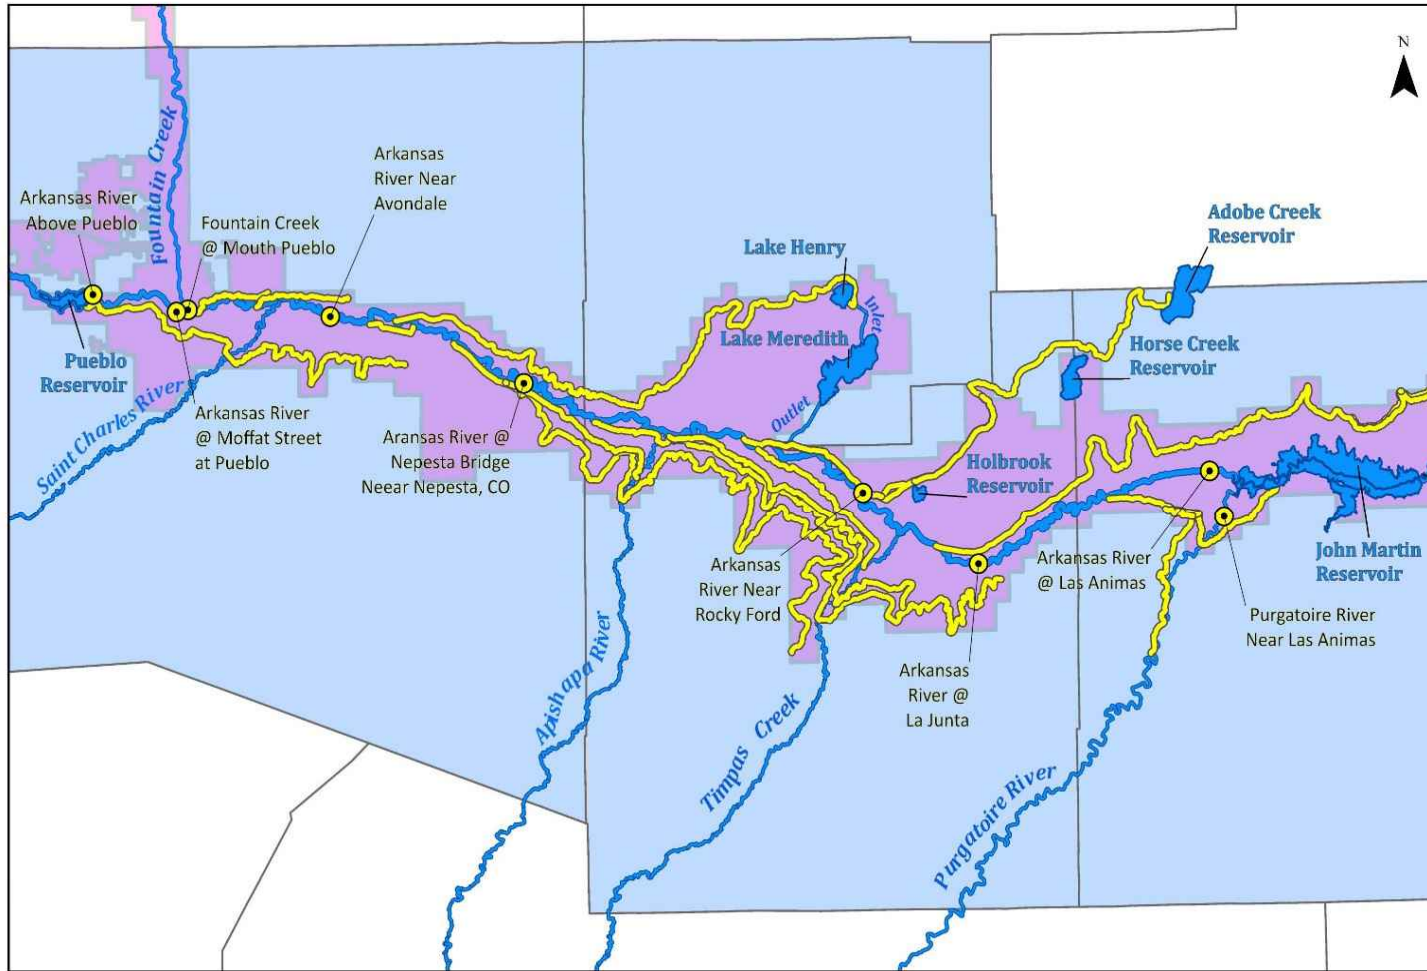 N
Arkansas
River Near
Avondale
Fountain Creek
Arkansas River
Above Pueblo
Fountain Creek
@ Mouth Pueblo
Adobe Creek
Reservoir
Lake Henry
Inlet
Lake Meredith
Horse Creek
Reservoir
Pueblo
Reservoir
Saint Charles River
Arkansas River
@ Moffat Street
at Pueblo
Aransas River @
Nepesta Bridge
Neear Nepesta, CO
Outlet
Holbrook
Reservoir
Arkansas
River Near
Rocky Ford
Arkansas River
@ Las Animas
John Martin
Reservoir
Purgatoire River
Near Las Animas
Arkansas
River @
La Junta
Apishapa River
Timpas Creek
Purgatoire River